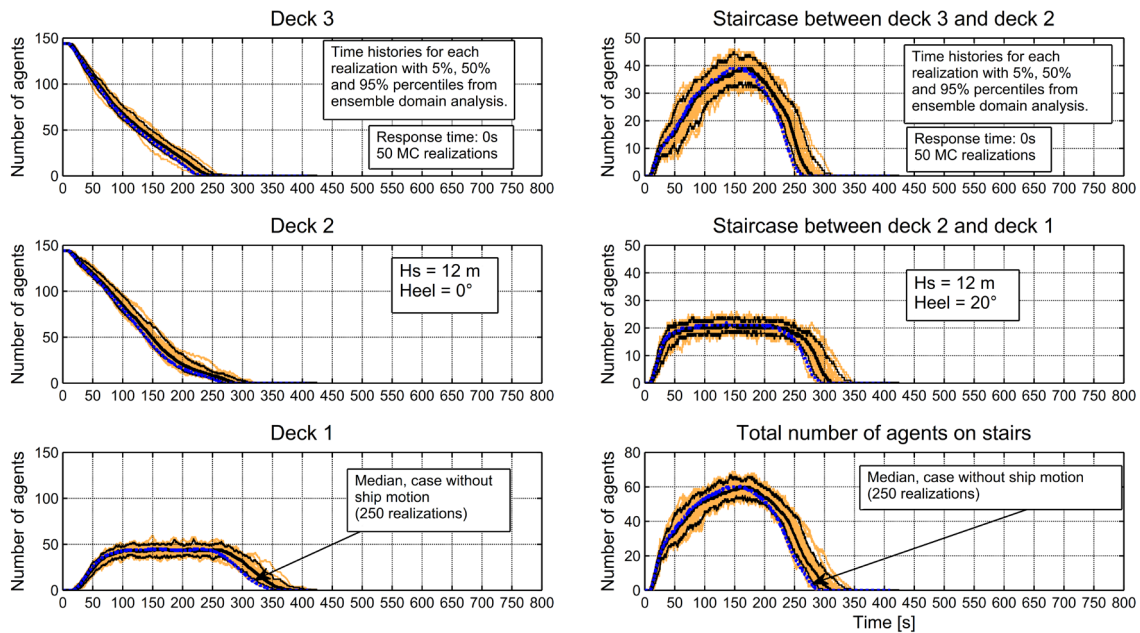 Deck 3
Number of agents
150
100
50
0
0 50 100 150 200 250 300 350 400 450 500 550 600 650 700 750 800
Time histories for each
realization with 5%, 50%
and 95% percentiles from
ensemble domain analysis.
Response time: 0s
50 MC realizations
Staircase between deck 3 and deck 2
Number of agents
50
40
30
20
10
0
0 50 100 150 200 250 300 350 400 450 500 550 600 650 700 750 800
Time histories for each
realization with 5%, 50%
and 95% percentiles from
ensemble domain analysis.
Response time: 0s
50 MC realizations
Deck 2
Number of agents
150
100
50
0
0 50 100 150 200 250 300 350 400 450 500 550 600 650 700 750 800
Hs = 12 m
Heel = 0°
Staircase between deck 2 and deck 1
Number of agents
50
40
30
20
10
0
0 50 100 150 200 250 300 350 400 450 500 550 600 650 700 750 800
Hs = 12 m
Heel = 20°
Deck 1
Number of agents
150
100
50
0
0 50 100 150 200 250 300 350 400 450 500 550 600 650 700 750 800
Median, case without
ship motion
(250 realizations)
Total number of agents on stairs
Number of agents
80
60
40
20
0
0 50 100 150 200 250 300 350 400 450 500 550 600 650 700 750 800
Median, case without ship motion
(250 realizations)
Time [s]